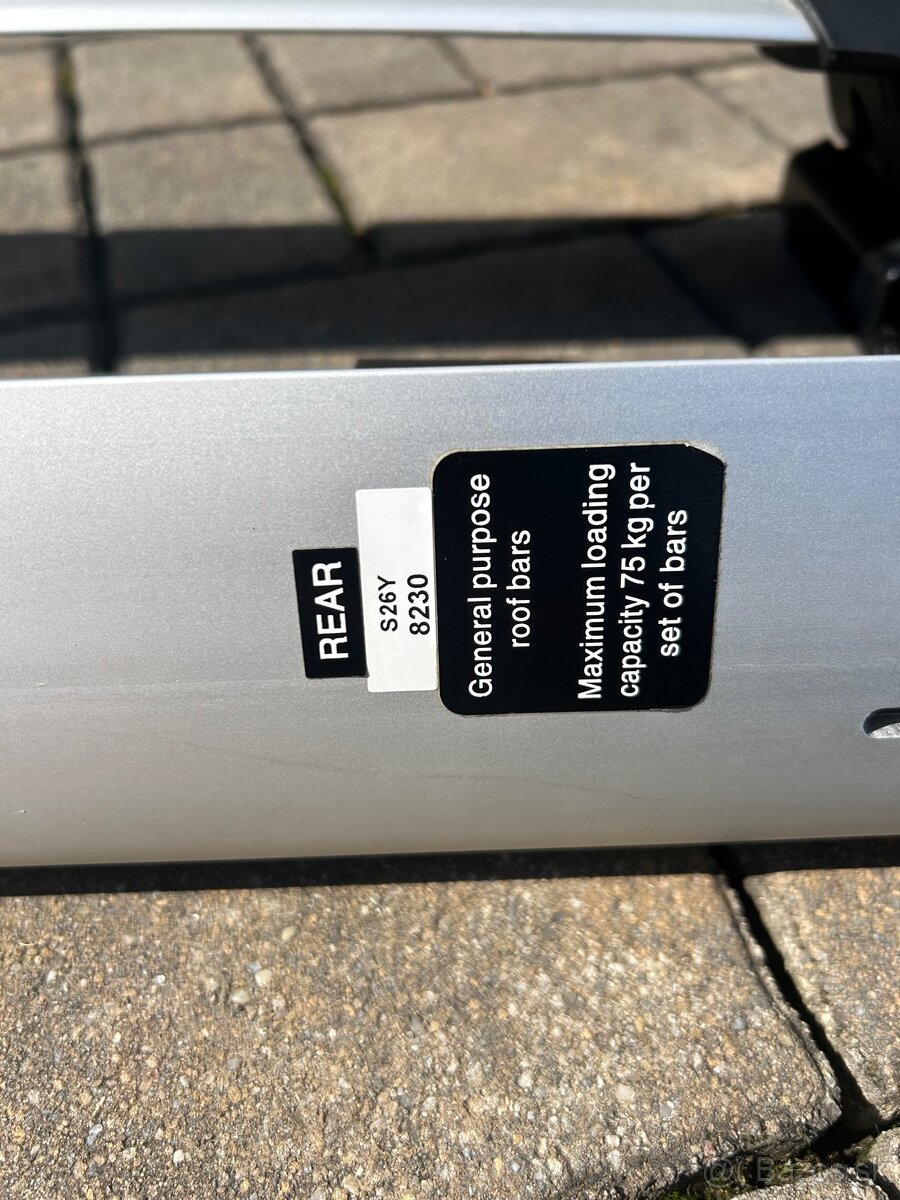 REAR
S26Y
8230
General purpose
roof bars
Maximum loading
capacity 75 kg per
set of bars